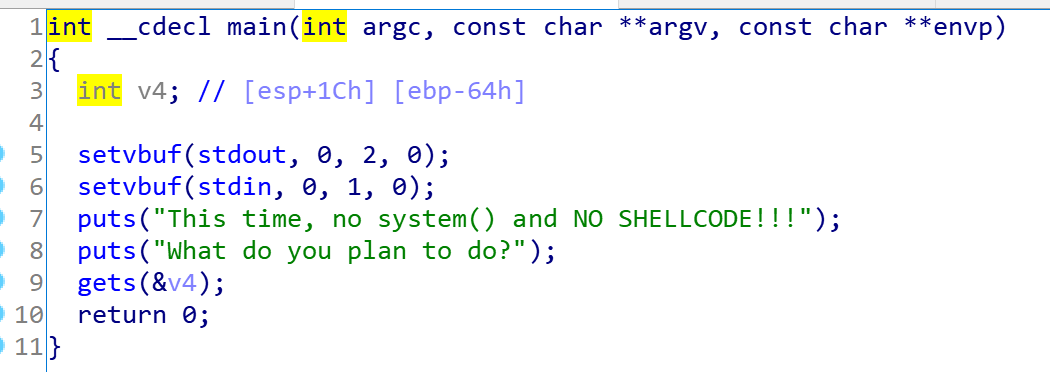 1 int __cdecl main(int argc, const char **argv, const char **envp)
2 {
3 int v4; // [esp+1Ch] [ebp-64h]
4
5 setvbuf(stdout, 0, 2, 0);
6 setvbuf(stdin, 0, 1, 0);
7 puts("This time, no system() and NO SHELLCODE!!!");
8 puts("What do you plan to do?");
9 gets(&v4);
10 return 0;
11 }